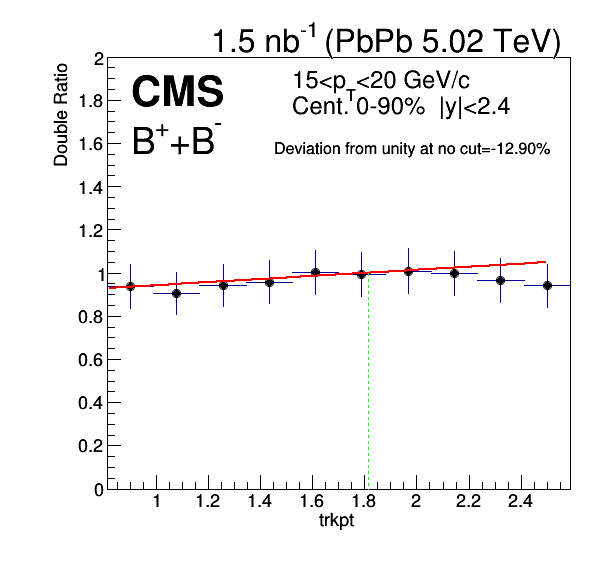 1.5 nb⁻¹ (PbPb 5.02 TeV)
CMS
15<p_T<20 GeV/c
Cent. 0-90% |y|<2.4
B⁺+B⁻
Deviation from unity at no cut=-12.90%
Double Ratio
2
1.8
1.6
1.4
1.2
1
0.8
0.6
0.4
0.2
0
1 1.2 1.4 1.6 1.8 2 2.2 2.4
trkpt